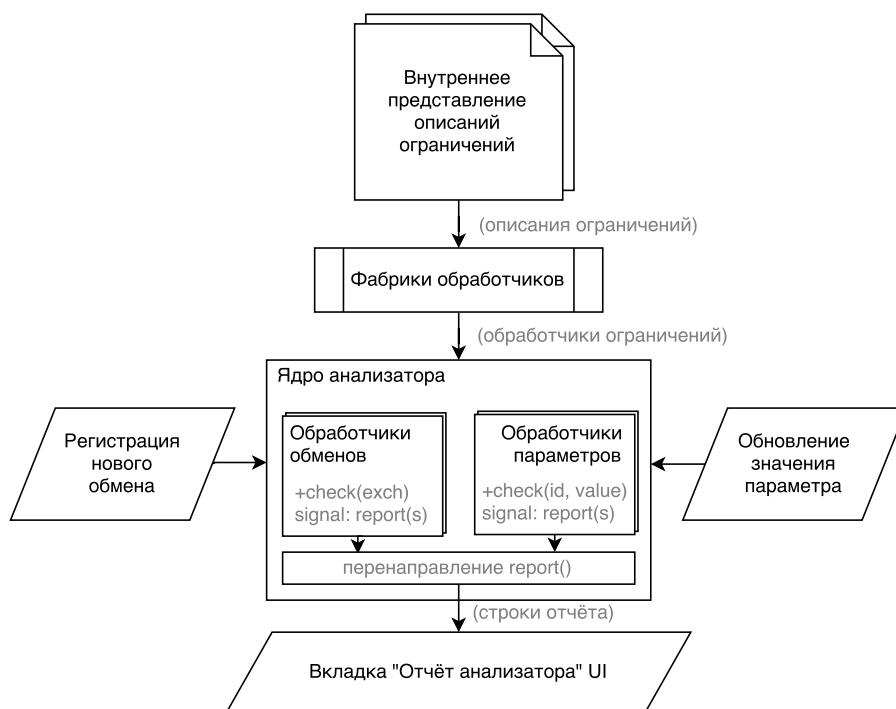 Внутреннее
представление
описаний
ограничений
(описания ограничений)
Фабрики обработчиков
(обработчики ограничений)
Ядро анализатора
Регистрация
нового
обмена
Обработчики
обменов
+check(exch)
signal: report(s)
Обработчики
параметров
+check(id, value)
signal: report(s)
Обновление
значения
параметра
перенаправление report()
(строки отчёта)
Вкладка "Отчёт анализатора" UI